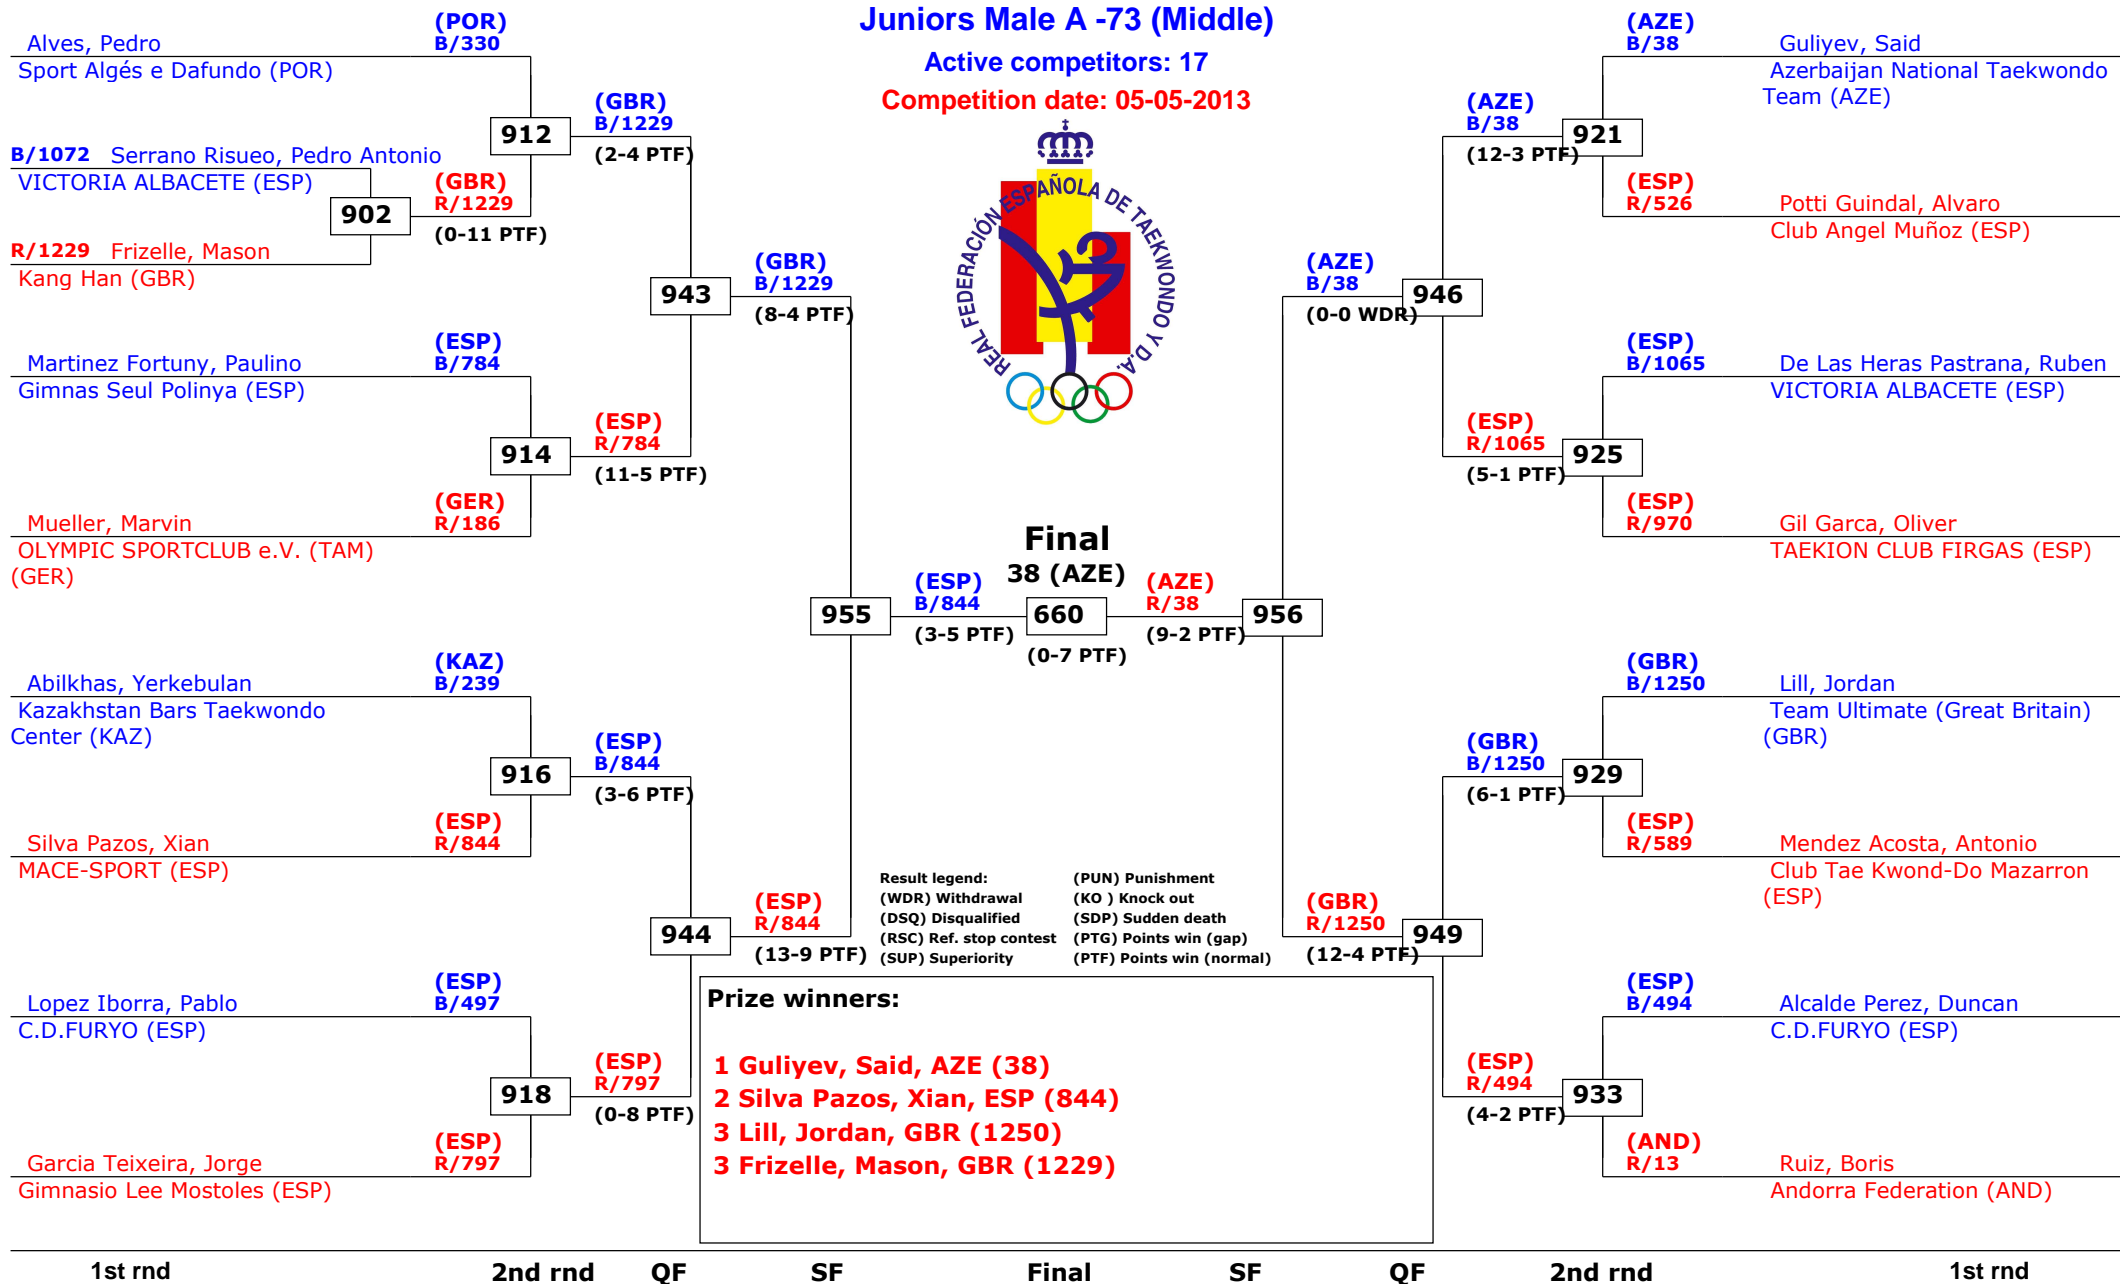 Juniors Male A -73 (Middle)
Active competitors: 17
Competition date: 05-05-2013
REAL FEDERACIÓN ESPAÑOLA DE TAEKWONDO Y D.A.
(POR)
Alves, Pedro
B/330
Sport Algés e Dafundo (POR)
912
(GBR)
B/1229
(2-4 PTF)
B/1072 Serrano Risueo, Pedro Antonio
VICTORIA ALBACETE (ESP)
902
(GBR)
R/1229
(0-11 PTF)
R/1229 Frizelle, Mason
Kang Han (GBR)
943
(GBR)
B/1229
(8-4 PTF)
(ESP)
Martinez Fortuny, Paulino
B/784
Gimnas Seul Polinya (ESP)
914
(ESP)
R/784
(11-5 PTF)
(GER)
Mueller, Marvin
R/186
OLYMPIC SPORTCLUB e.V. (TAM)
(GER)
955
(ESP)
B/844
(3-5 PTF)
(KAZ)
Abilkhas, Yerkebulan
B/239
Kazakhstan Bars Taekwondo
Center (KAZ)
916
(ESP)
B/844
(3-6 PTF)
(ESP)
Silva Pazos, Xian
R/844
MACE-SPORT (ESP)
944
(ESP)
R/844
(13-9 PTF)
(ESP)
Lopez Iborra, Pablo
B/497
C.D.FURYO (ESP)
918
(ESP)
R/797
(0-8 PTF)
(ESP)
Garcia Teixeira, Jorge
R/797
Gimnasio Lee Mostoles (ESP)
Final
38 (AZE)
660
(0-7 PTF)
(AZE)
R/38
(9-2 PTF)
956
(AZE)
B/38
Guliyev, Said
Azerbaijan National Taekwondo
Team (AZE)
(AZE)
B/38
(12-3 PTF)
921
(ESP)
R/526
Potti Guindal, Alvaro
Club Angel Muñoz (ESP)
(AZE)
B/38
(0-0 WDR)
946
(ESP)
B/1065
De Las Heras Pastrana, Ruben
VICTORIA ALBACETE (ESP)
(ESP)
R/1065
(5-1 PTF)
925
(ESP)
R/970
Gil Garca, Oliver
TAEKION CLUB FIRGAS (ESP)
(GBR)
B/1250
Lill, Jordan
Team Ultimate (Great Britain)
(GBR)
(GBR)
B/1250
(6-1 PTF)
929
(ESP)
R/589
Mendez Acosta, Antonio
Club Tae Kwond-Do Mazarron
(ESP)
(GBR)
R/1250
(12-4 PTF)
949
(ESP)
B/494
Alcalde Perez, Duncan
C.D.FURYO (ESP)
(ESP)
R/494
(4-2 PTF)
933
(AND)
R/13
Ruiz, Boris
Andorra Federation (AND)
Result legend:
(WDR) Withdrawal
(DSQ) Disqualified
(RSC) Ref. stop contest
(SUP) Superiority
(PUN) Punishment
(KO ) Knock out
(SDP) Sudden death
(PTG) Points win (gap)
(PTF) Points win (normal)
Prize winners:
1 Guliyev, Said, AZE (38)
2 Silva Pazos, Xian, ESP (844)
3 Lill, Jordan, GBR (1250)
3 Frizelle, Mason, GBR (1229)
1st rnd 2nd rnd QF SF Final SF QF 2nd rnd 1st rnd